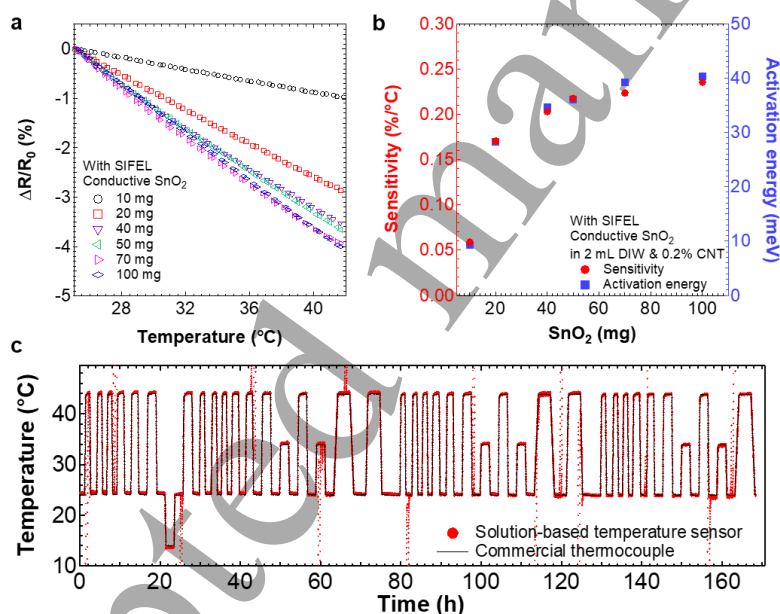 a
ΔR/R0 (%)
0
-1
-2
-3
-4
-5
With SIFEL
Conductive SnO2
10 mg
20 mg
40 mg
50 mg
70 mg
100 mg
28 32 36 40
Temperature (°C)
b
Sensitivity (%/°C)
0.30
0.25
0.20
0.15
0.10
0.05
0.00
With SIFEL
Conductive SnO2
in 2 mL DIW & 0.2% CNT
Sensitivity
Activation energy
20 40 60 80 100
SnO2 (mg)
50
40
30
20
10
0
Activation energy
(meV)
c
Temperature (°C)
40
30
20
10
Solution-based temperature sensor
Commercial thermocouple
0 20 40 60 80 100 120 140 160
Time (h)